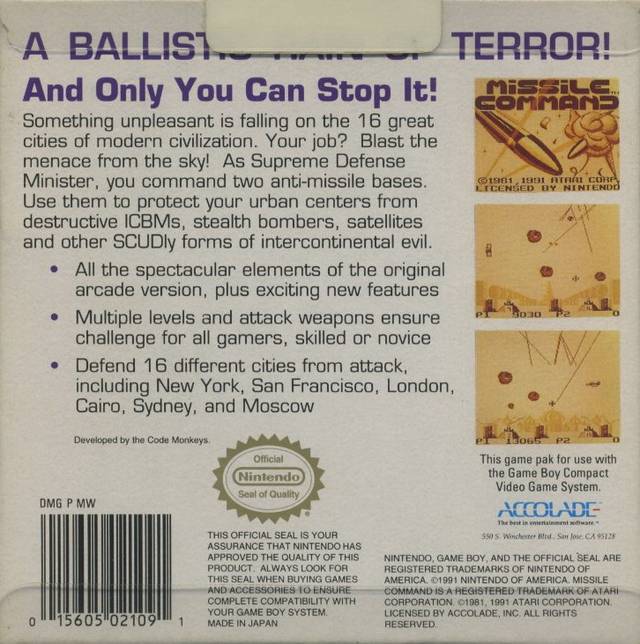 A BALLIST TERROR!
And Only You Can Stop It!
Something unpleasant is falling on the 16 great
cities of modern civilization. Your job? Blast the
menace from the sky! As Supreme Defense
Minister, you command two anti-missile bases.
Use them to protect your urban centers from
destructive ICBMs, stealth bombers, satellites
and other SCUDly forms of intercontinental evil.
• All the spectacular elements of the original
arcade version, plus exciting new features
• Multiple levels and attack weapons ensure
challenge for all gamers, skilled or novice
• Defend 16 different cities from attack,
including New York, San Francisco, London,
Cairo, Sydney, and Moscow
Developed by the Code Monkeys.
MISSILE
COMMAND
©1981, 1991 ATARI CORP.
LICENSED BY NINTENDO
P1 9030 P2 0
P1 13065 P2 0
This game pak for use with
the Game Boy Compact
Video Game System.
ACCOLADE
The best in entertainment software.™
550 S. Winchester Blvd., San Jose, CA 95128
Official
Nintendo
Seal of Quality
DMG P MW
0 15605 02109 1
THIS OFFICIAL SEAL IS YOUR
ASSURANCE THAT NINTENDO HAS
APPROVED THE QUALITY OF THIS
PRODUCT. ALWAYS LOOK FOR
THIS SEAL WHEN BUYING GAMES
AND ACCESSORIES TO ENSURE
COMPLETE COMPATIBILITY WITH
YOUR GAME BOY SYSTEM.
MADE IN JAPAN
NINTENDO, GAME BOY, AND THE OFFICIAL SEAL ARE
REGISTERED TRADEMARKS OF NINTENDO OF
AMERICA. ©1991 NINTENDO OF AMERICA. MISSILE
COMMAND IS A REGISTERED TRADEMARK OF ATARI
CORPORATION. ©1981, 1991 ATARI CORPORATION.
LICENSED BY ACCOLADE, INC. ALL RIGHTS
RESERVED.